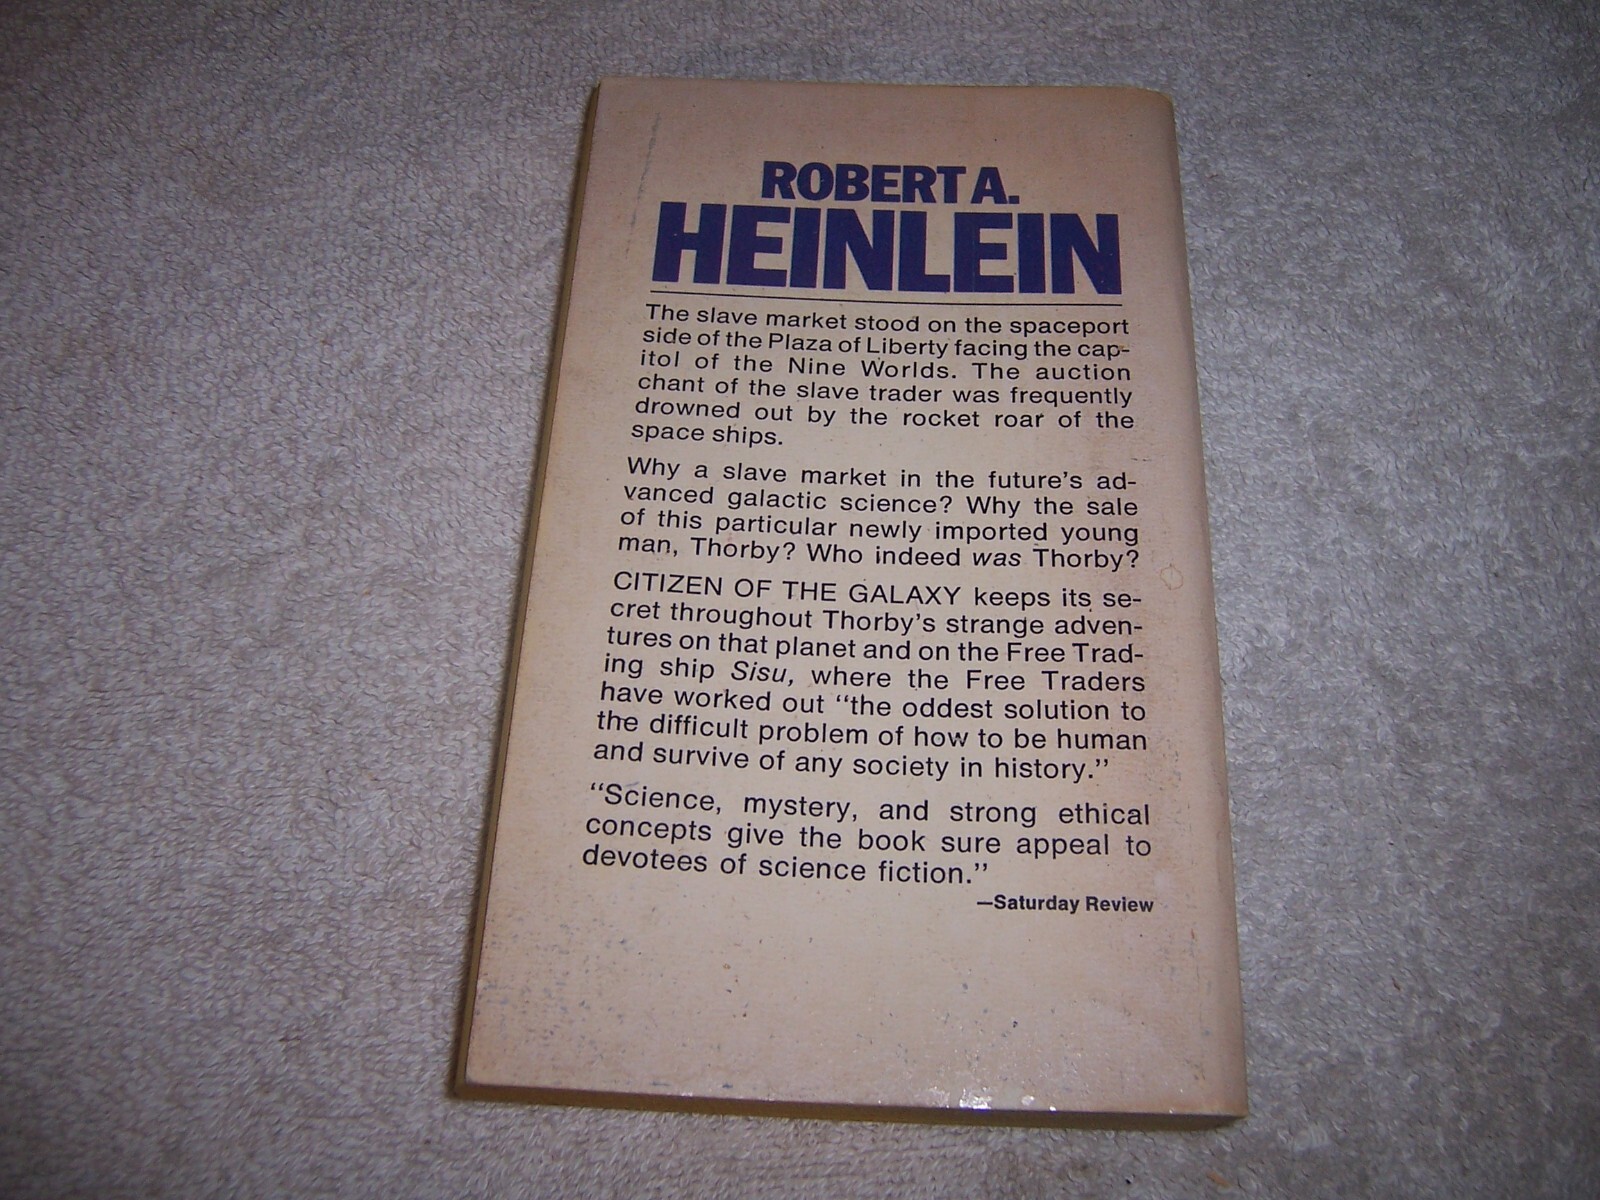 ROBERT A.
HEINLEIN
The slave market stood on the spaceport
side of the Plaza of Liberty facing the cap-
itol of the Nine Worlds. The auction
chant of the slave trader was frequently
drowned out by the rocket roar of the
space ships.
Why a slave market in the future's ad-
vanced galactic science? Why the sale
of this particular newly imported young
man, Thorby? Who indeed was Thorby?
CITIZEN OF THE GALAXY keeps its se-
cret throughout Thorby's strange adven-
tures on that planet and on the Free Trad-
ing ship Sisu, where the Free Traders
have worked out "the oddest solution to
the difficult problem of how to be human
and survive of any society in history."
"Science, mystery, and strong ethical
concepts give the book sure appeal to
devotees of science fiction."
—Saturday Review